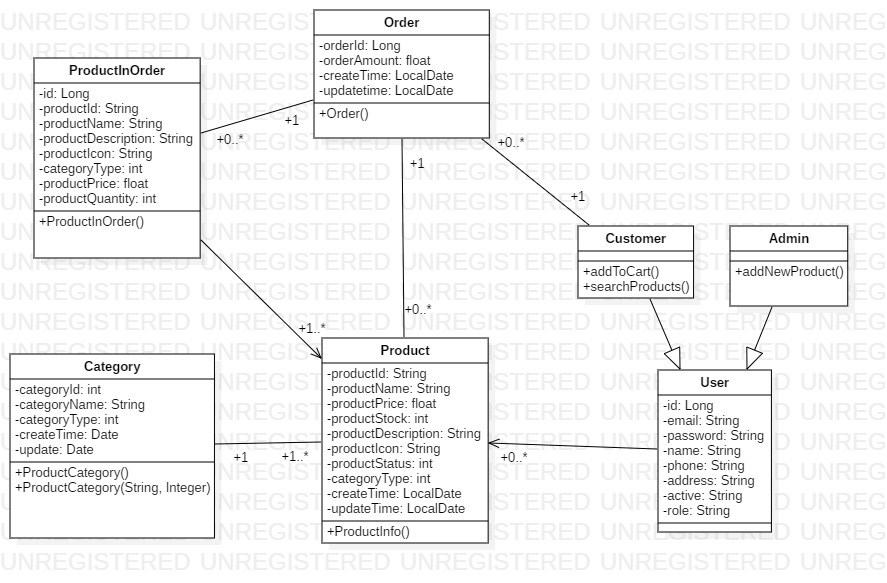 Order
-orderId: Long
-orderAmount: float
-createTime: LocalDate
-updatetime: LocalDate
+Order()
ProductInOrder
-id: Long
-productId: String
-productName: String
-productDescription: String
-productIcon: String
-categoryType: int
-productPrice: float
-productQuantity: int
+ProductInOrder()
+1
+0..*
+0..*
+1
+1
+0..*
+1..*
Customer
+addToCart()
+searchProducts()
Admin
+addNewProduct()
Category
-categoryId: int
-categoryName: String
-categoryType: int
-createTime: Date
-update: Date
+ProductCategory()
+ProductCategory(String, Integer)
+1
+1..*
Product
-productId: String
-productName: String
-productPrice: float
-productStock: int
-productDescription: String
-productIcon: String
-productStatus: int
-categoryType: int
-createTime: LocalDate
-updateTime: LocalDate
+ProductInfo()
+0..*
User
-id: Long
-email: String
-password: String
-name: String
-phone: String
-address: String
-active: String
-role: String
UNREGISTERED